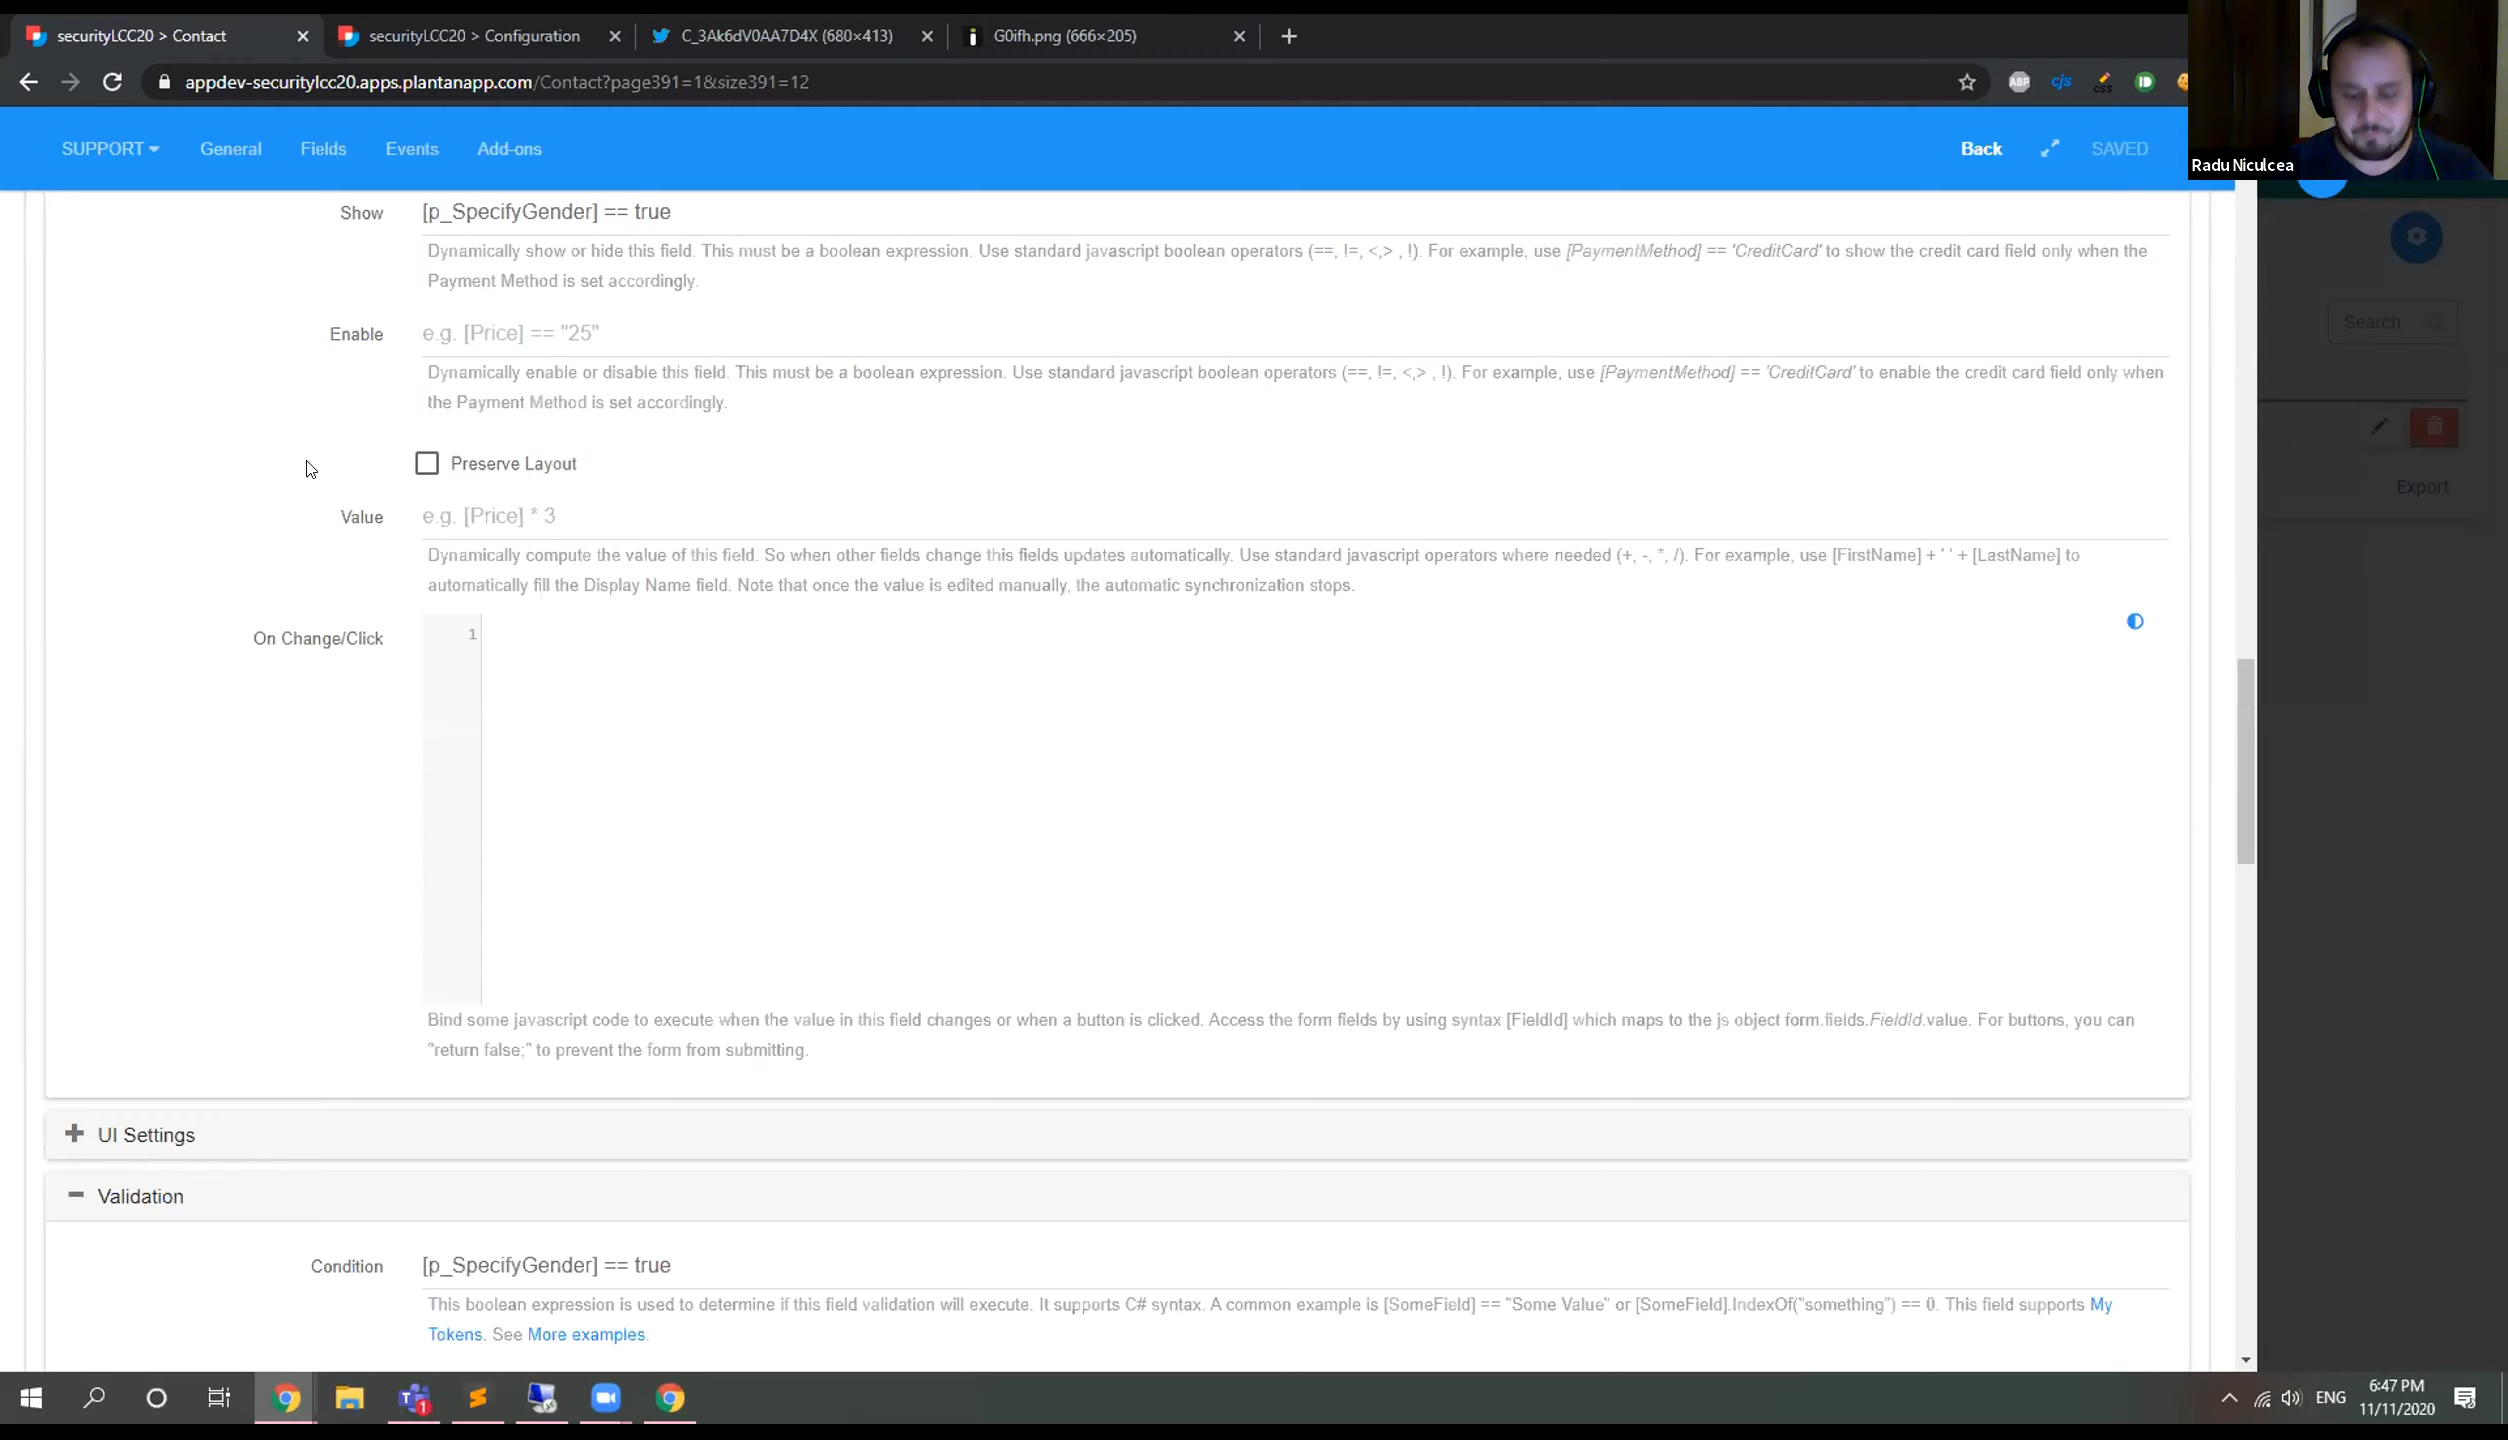 securityLCC20 > Contact
securityLCC20 > Configuration
C_3Ak6dV0AA7D4X (680×413)
G0ifh.png (666×205)
appdev-securitylcc20.apps.plantanapp.com/Contact?page391=1&size391=12
ABP
cjs
css
Radu Niculcea
SUPPORT
General
Fields
Events
Add-ons
Back
SAVED
Show
[p_SpecifyGender] == true
Dynamically show or hide this field. This must be a boolean expression. Use standard javascript boolean operators (==, !=, <,> , !). For example, use [PaymentMethod] == 'CreditCard' to show the credit card field only when the
Payment Method is set accordingly.
Search.
Enable
e.g. [Price] == "25"
Dynamically enable or disable this field. This must be a boolean expression. Use standard javascript boolean operators (==, !=, <,> , !). For example, use [PaymentMethod] == 'CreditCard' to enable the credit card field only when
the Payment Method is set accordingly.
Preserve Layout
Export
Value
e.g. [Price] * 3
Dynamically compute the value of this field. So when other fields change this fields updates automatically. Use standard javascript operators where needed (+, -, *, /). For example, use [FirstName] + ' ' + [LastName] to
automatically fill the Display Name field. Note that once the value is edited manually, the automatic synchronization stops.
On Change/Click
1
Bind some javascript code to execute when the value in this field changes or when a button is clicked. Access the form fields by using syntax [FieldId] which maps to the js object form.fields.FieldId.value. For buttons, you can
"return false;" to prevent the form from submitting.
UI Settings
Validation
Condition
[p_SpecifyGender] == true
This boolean expression is used to determine if this field validation will execute. It supports C# syntax. A common example is [SomeField] == "Some Value" or [SomeField].IndexOf("something") == 0. This field supports My
Tokens. See More examples.
1
ENG
6:47 PM
11/11/2020